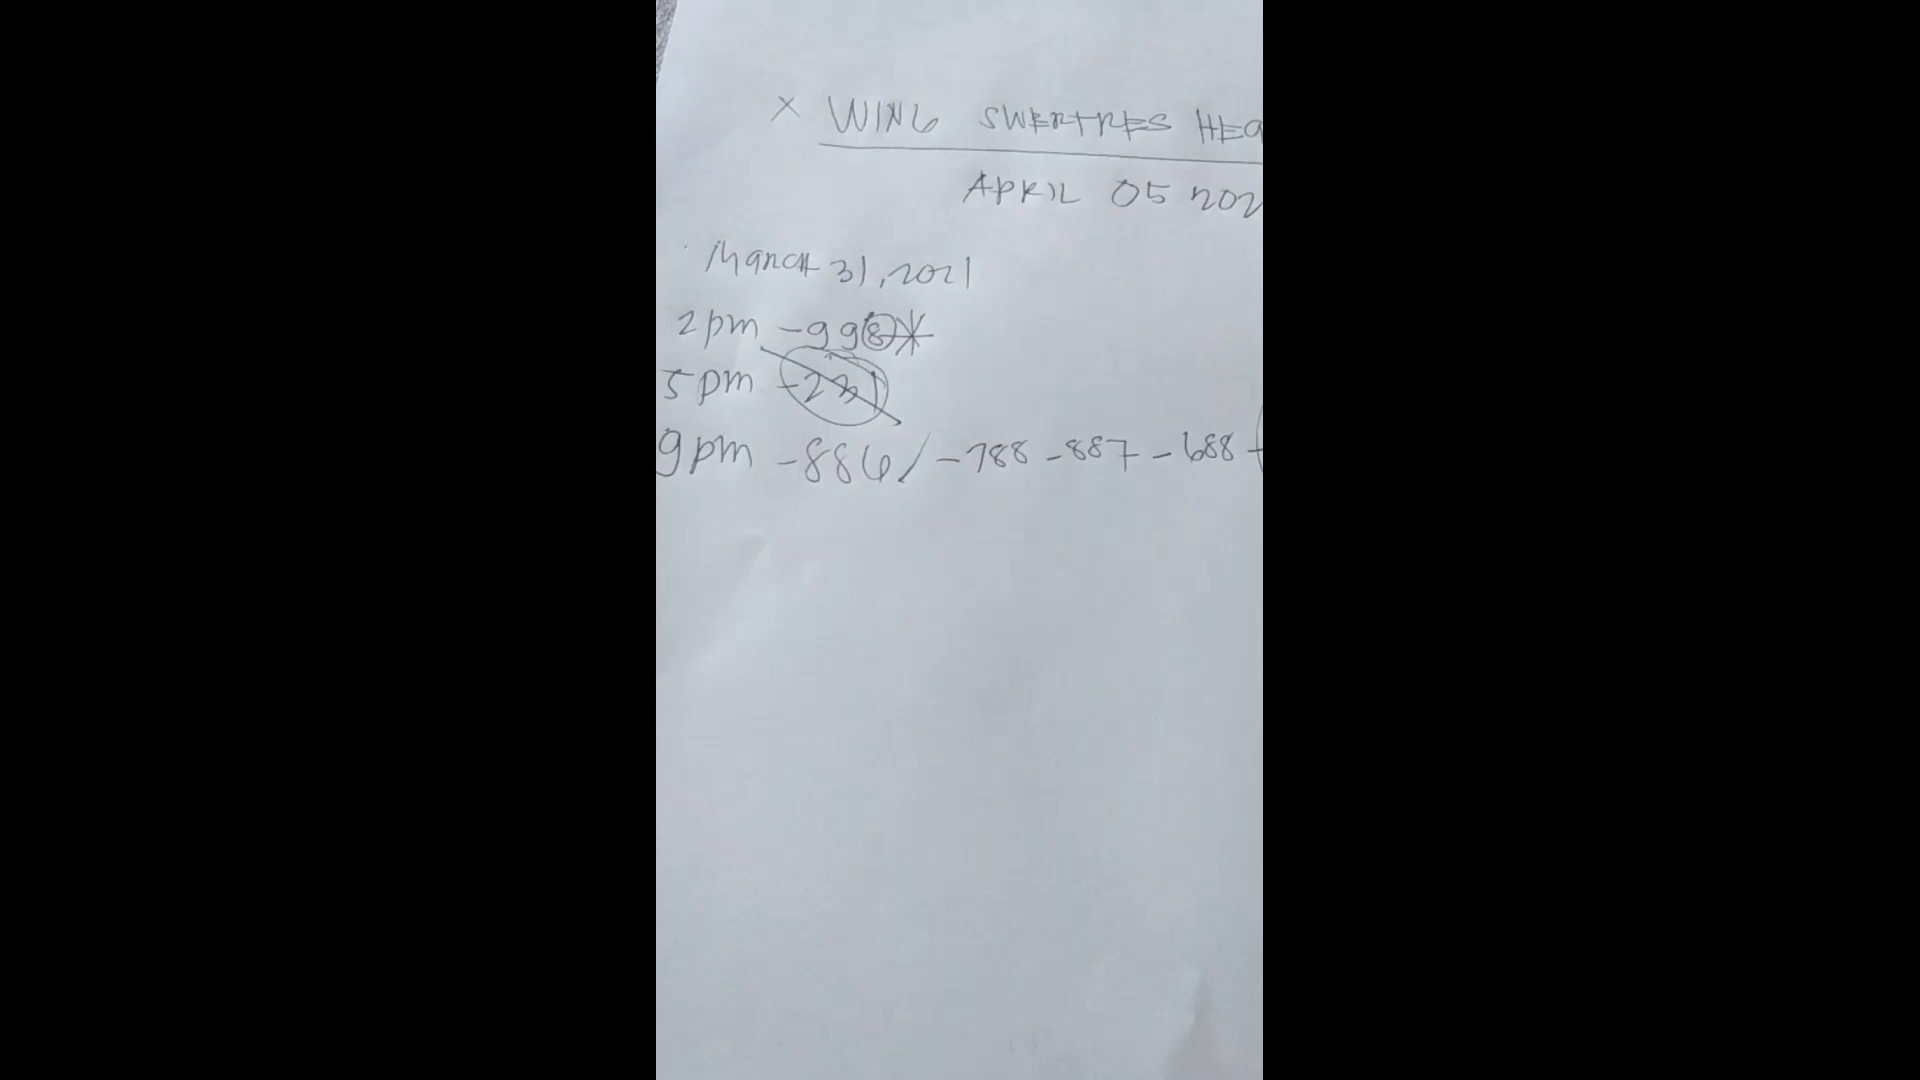 × WING SWERTRES HEA
APRIL 05 202
March 31, 2021
2pm - 998*
5pm - 231
9pm - 886/ - 788 - 887 - 688 -